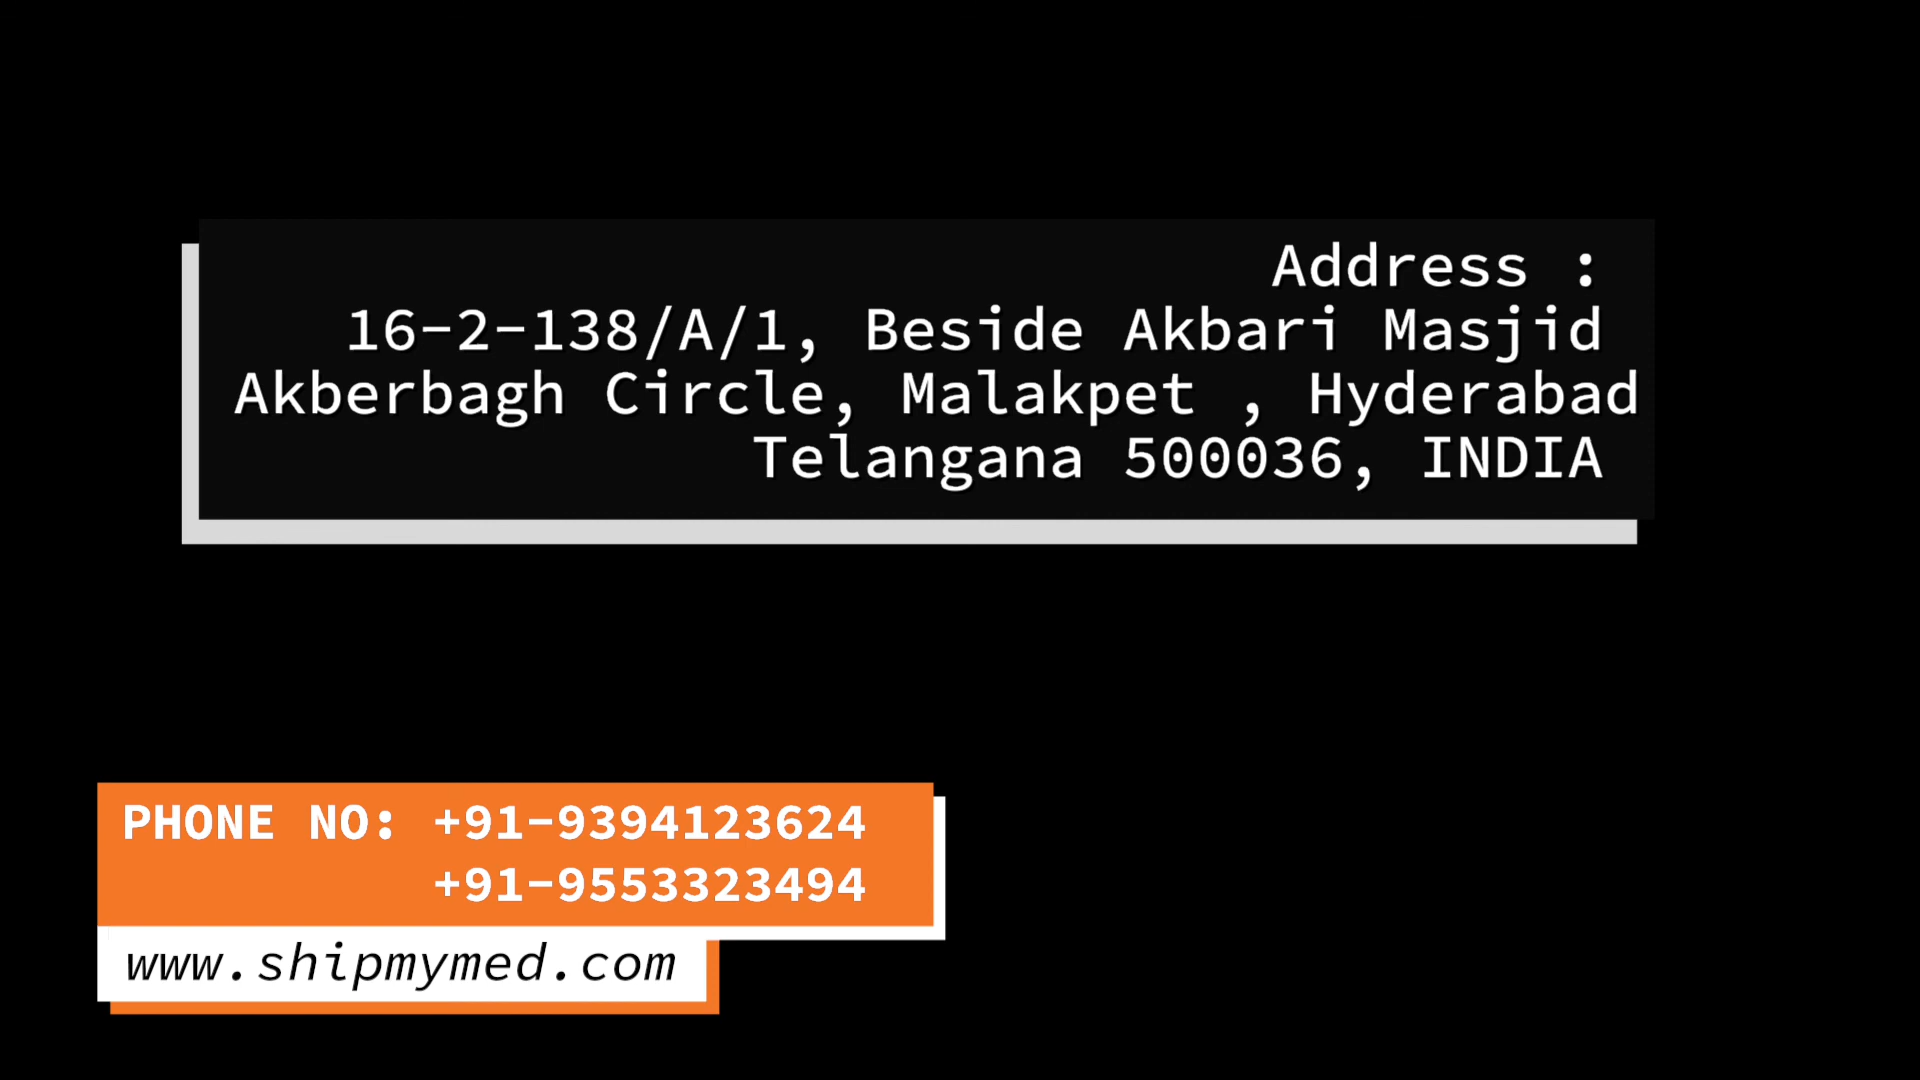 Address :
16-2-138/A/1, Beside Akbari Masjid
Akberbagh Circle, Malakpet , Hyderabad
Telangana 500036, INDIA
PHONE NO: +91-9394123624
+91-9553323494
www.shipmymed.com